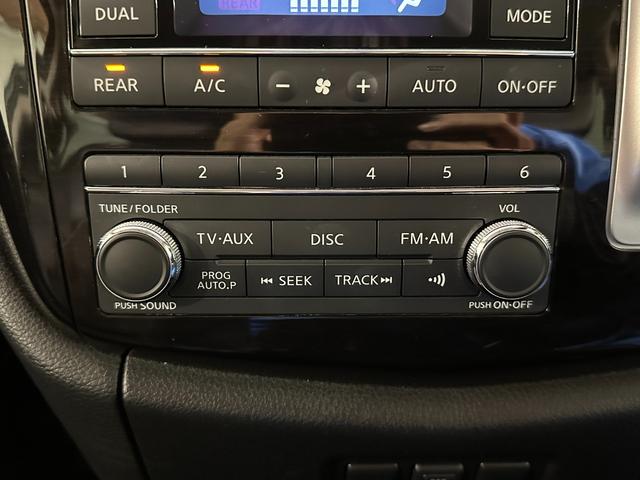 REAR
DUAL MODE
REAR A/C − + AUTO ON·OFF
1 2 3 4 5 6
TUNE/FOLDER VOL
TV·AUX DISC FM·AM
PROG
AUTO.P
SEEK TRACK
PUSH SOUND PUSH ON·OFF